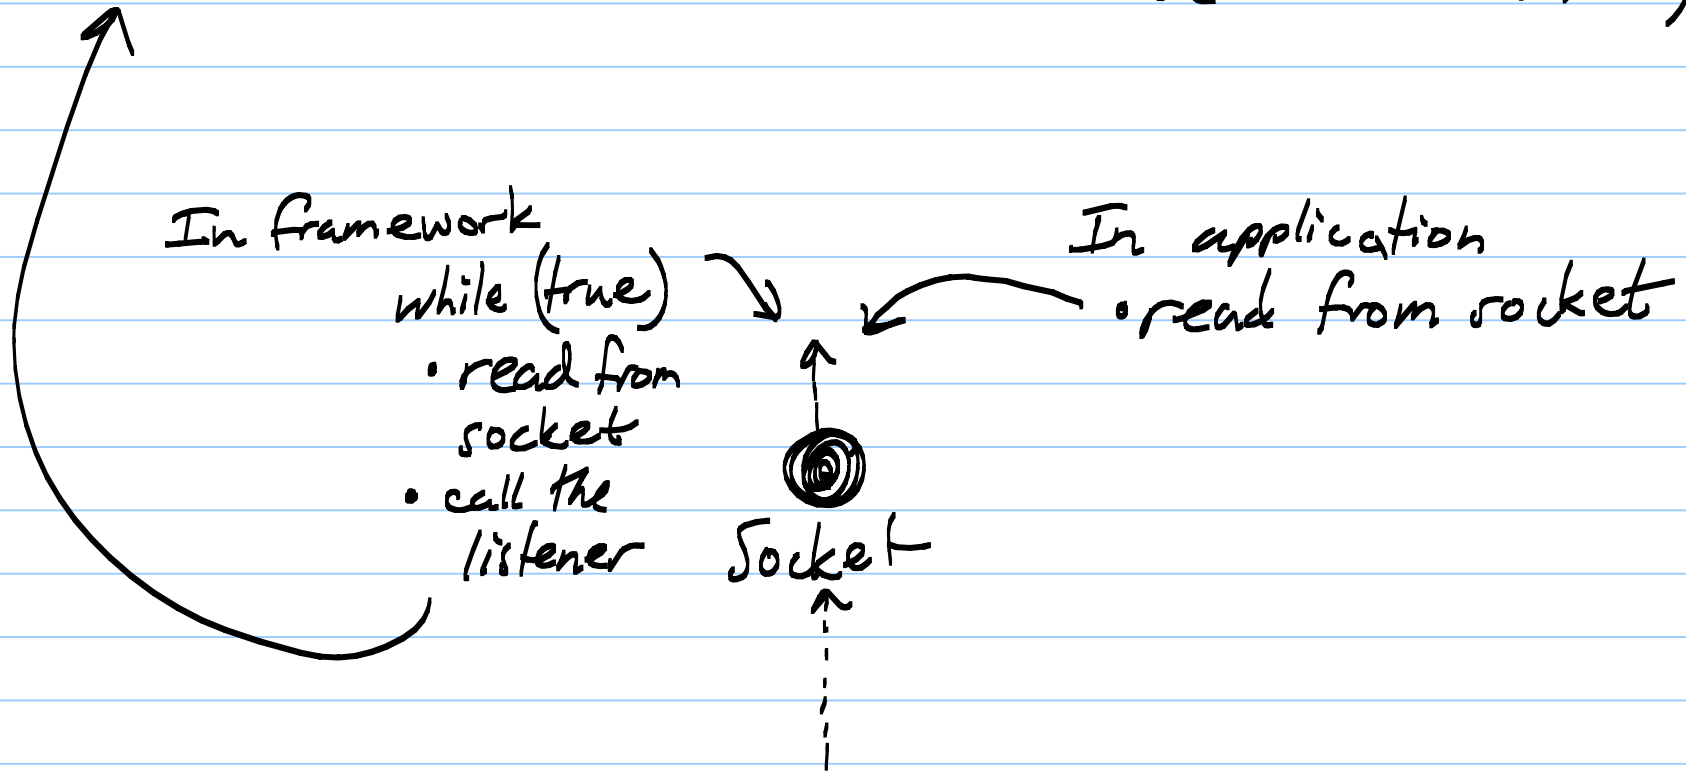 In framework
while (true)
• read from
socket
• call the
listener
In application
• read from socket
Socket